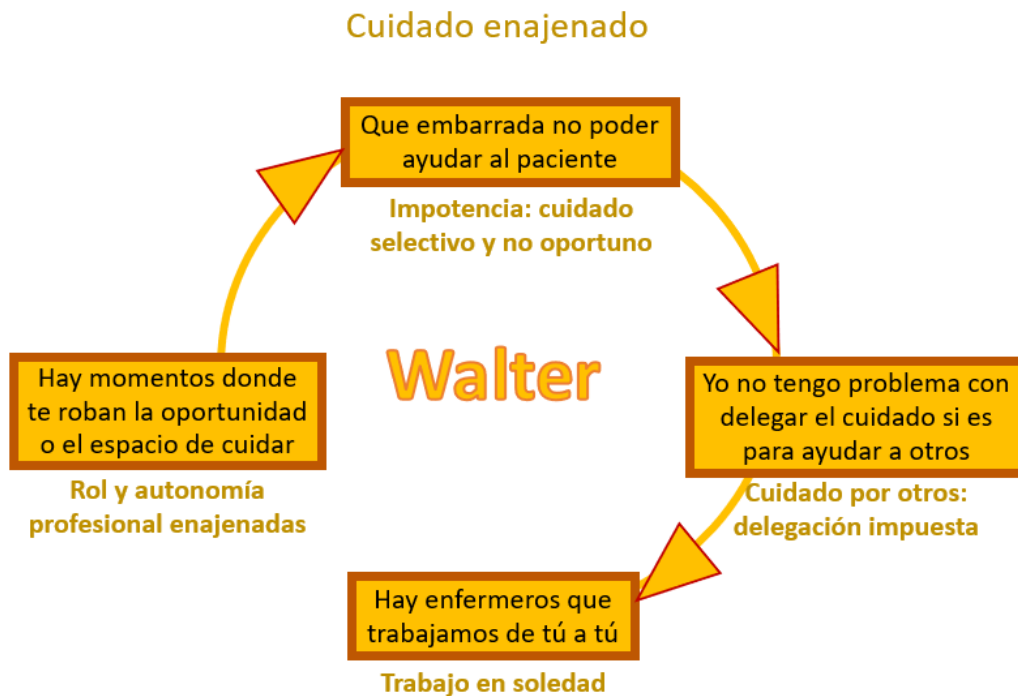 Cuidado enajenado
Que embarrada no poder
ayudar al paciente
Impotencia: cuidado
selectivo y no oportuno
Walter
Hay momentos donde
te roban la oportunidad
o el espacio de cuidar
Rol y autonomía
profesional enajenadas
Yo no tengo problema con
delegar el cuidado si es
para ayudar a otros
Cuidado por otros:
delegación impuesta
Hay enfermeros que
trabajamos de tú a tú
Trabajo en soledad